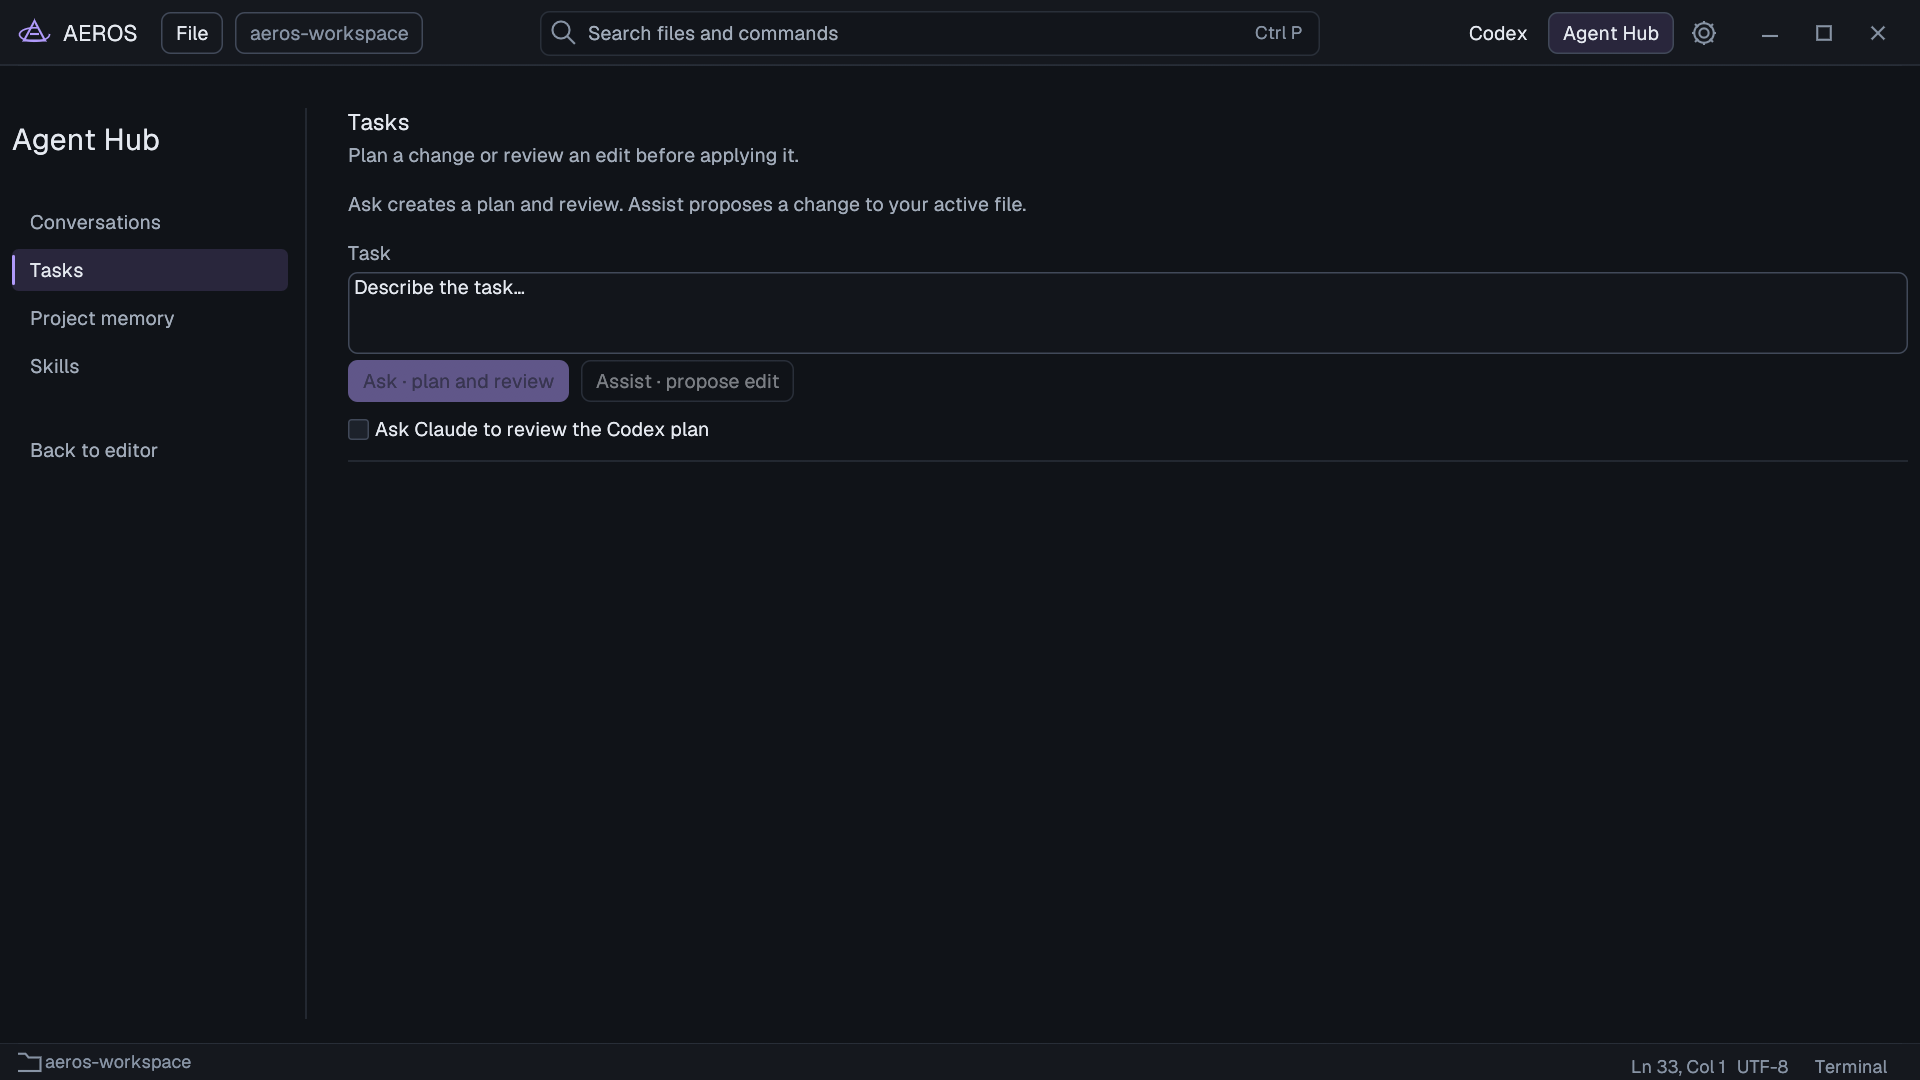 AEROS File aeros-workspace Search files and commands Ctrl P Codex Agent Hub
Agent Hub
Conversations
Tasks
Project memory
Skills
Back to editor
Tasks
Plan a change or review an edit before applying it.
Ask creates a plan and review. Assist proposes a change to your active file.
Task
Describe the task…
Ask · plan and review Assist · propose edit
Ask Claude to review the Codex plan
aeros-workspace Ln 33, Col 1 UTF-8 Terminal